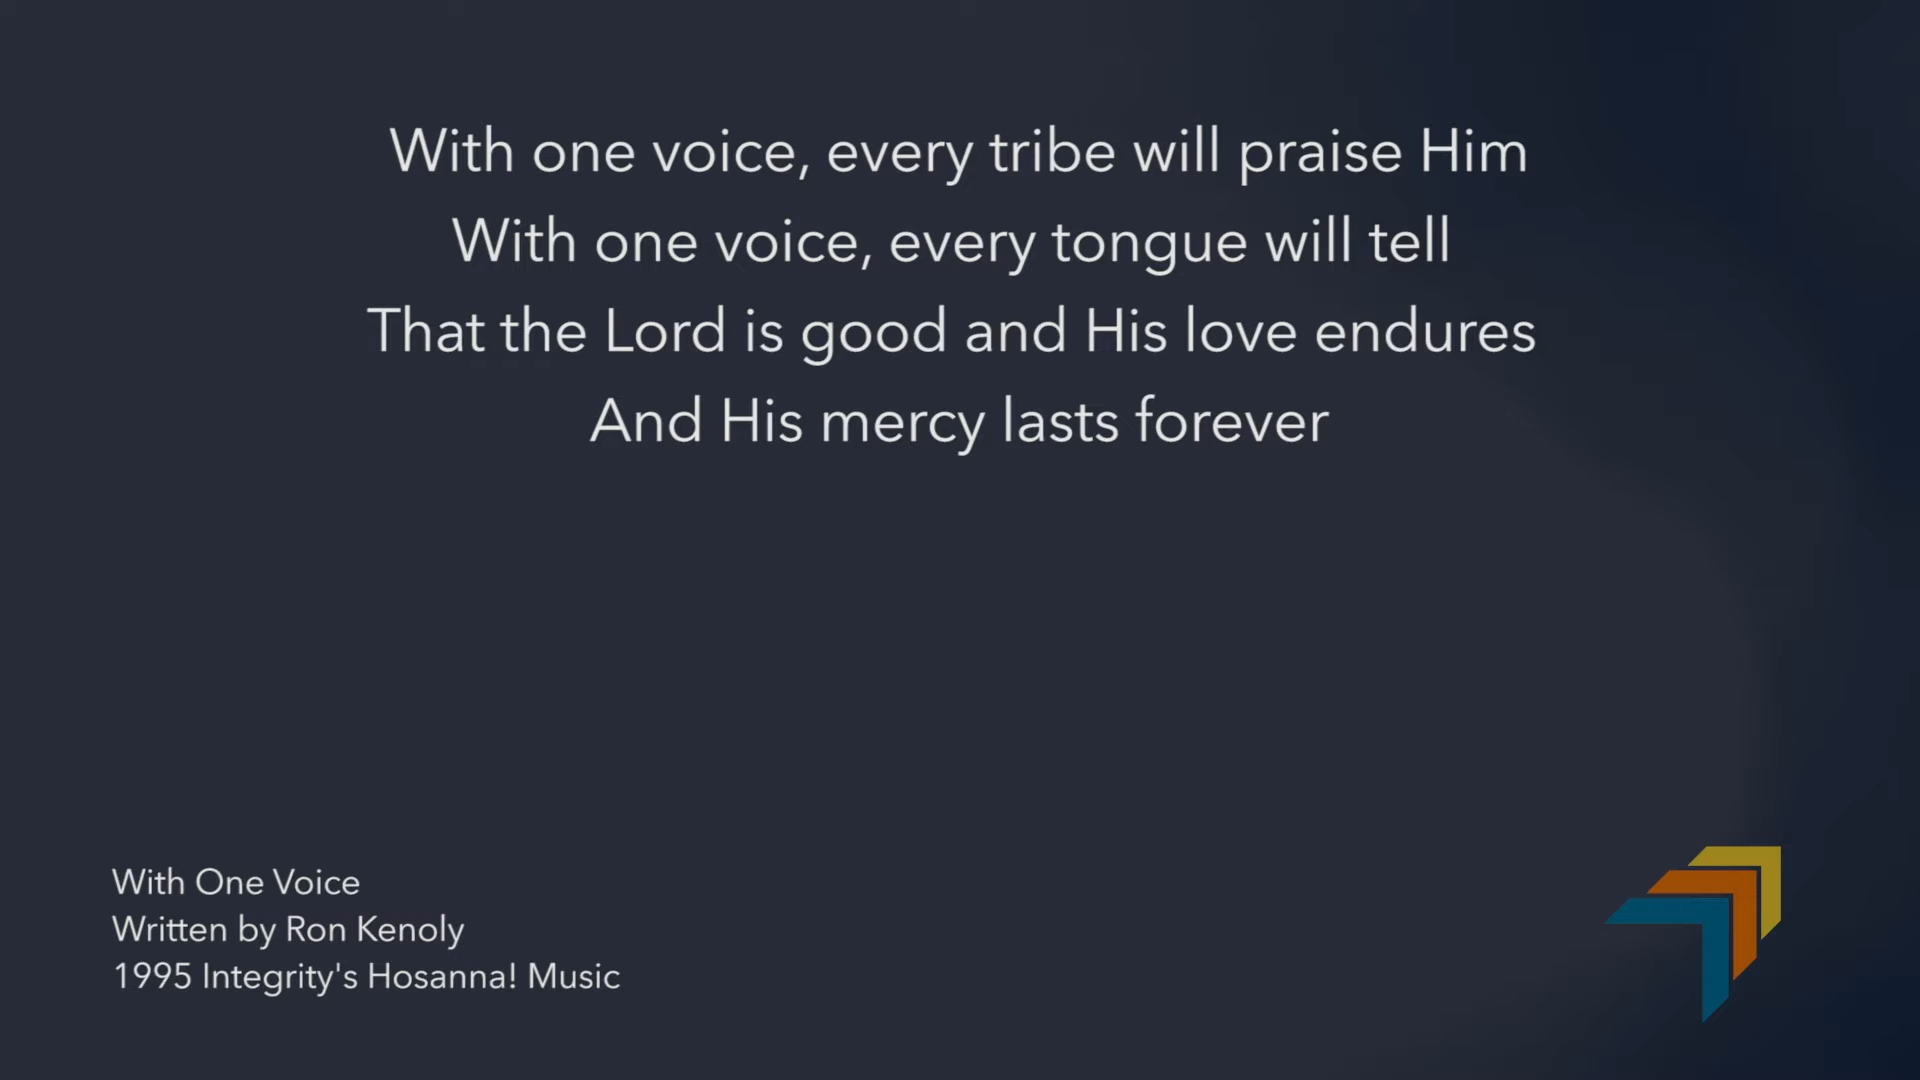 With one voice, every tribe will praise Him
With one voice, every tongue will tell
That the Lord is good and His love endures
And His mercy lasts forever
With One Voice
Written by Ron Kenoly
1995 Integrity's Hosanna! Music